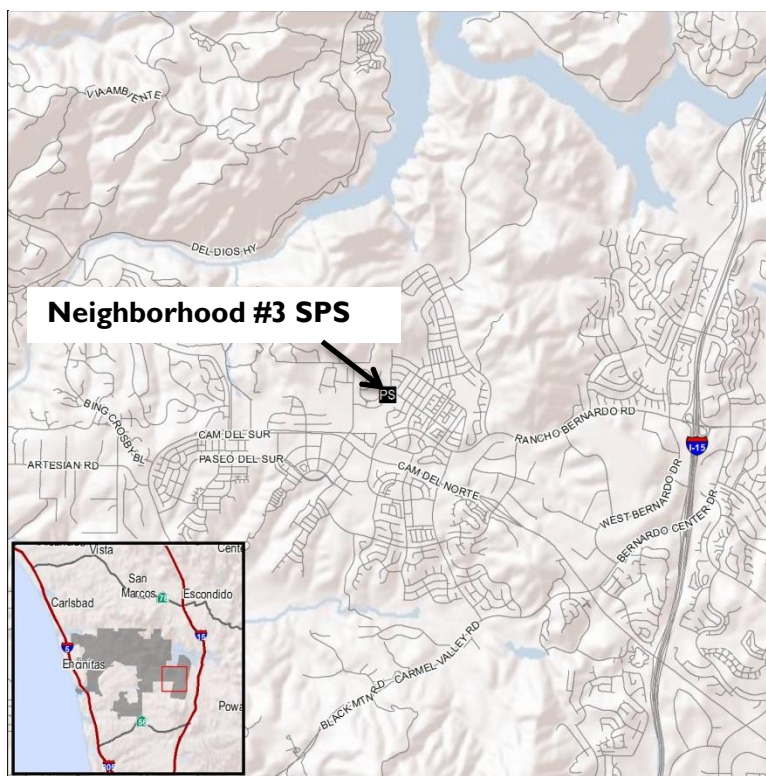 VIA AMBIENTE
DEL DIOS HY
Neighborhood #3 SPS
PS
BING CROSBY BL
CAM DEL SUR
RANCHO BERNARDO RD
I-15
ARTESIAN RD
PASEO DEL SUR
CAM DEL NORTE
WEST BERNARDO DR
BERNARDO CENTER DR
Vista
Cente
San
Marcos
78
Escondido
Carlsbad
5
15
Encinitas
Powa
56
805
CARMEL VALLEY RD
BLACK MTN RD